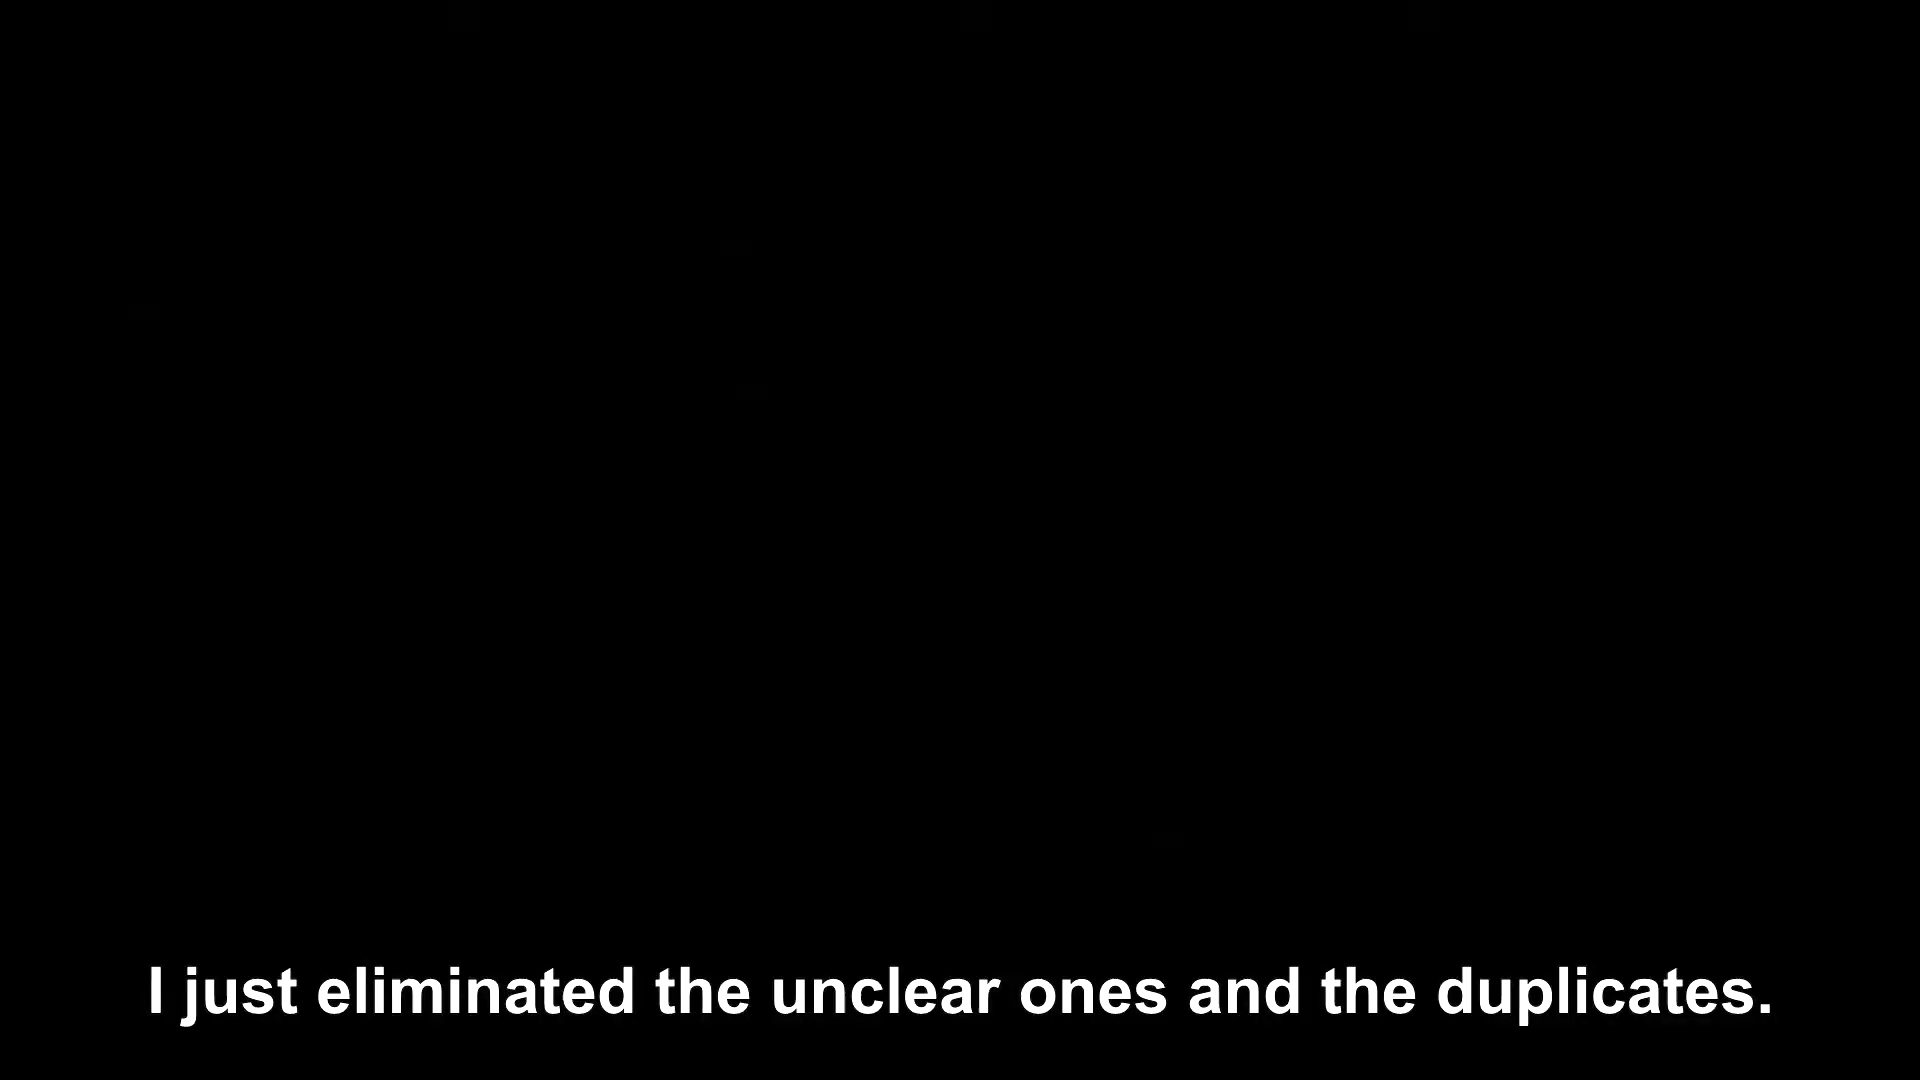 I just eliminated the unclear ones and the duplicates.